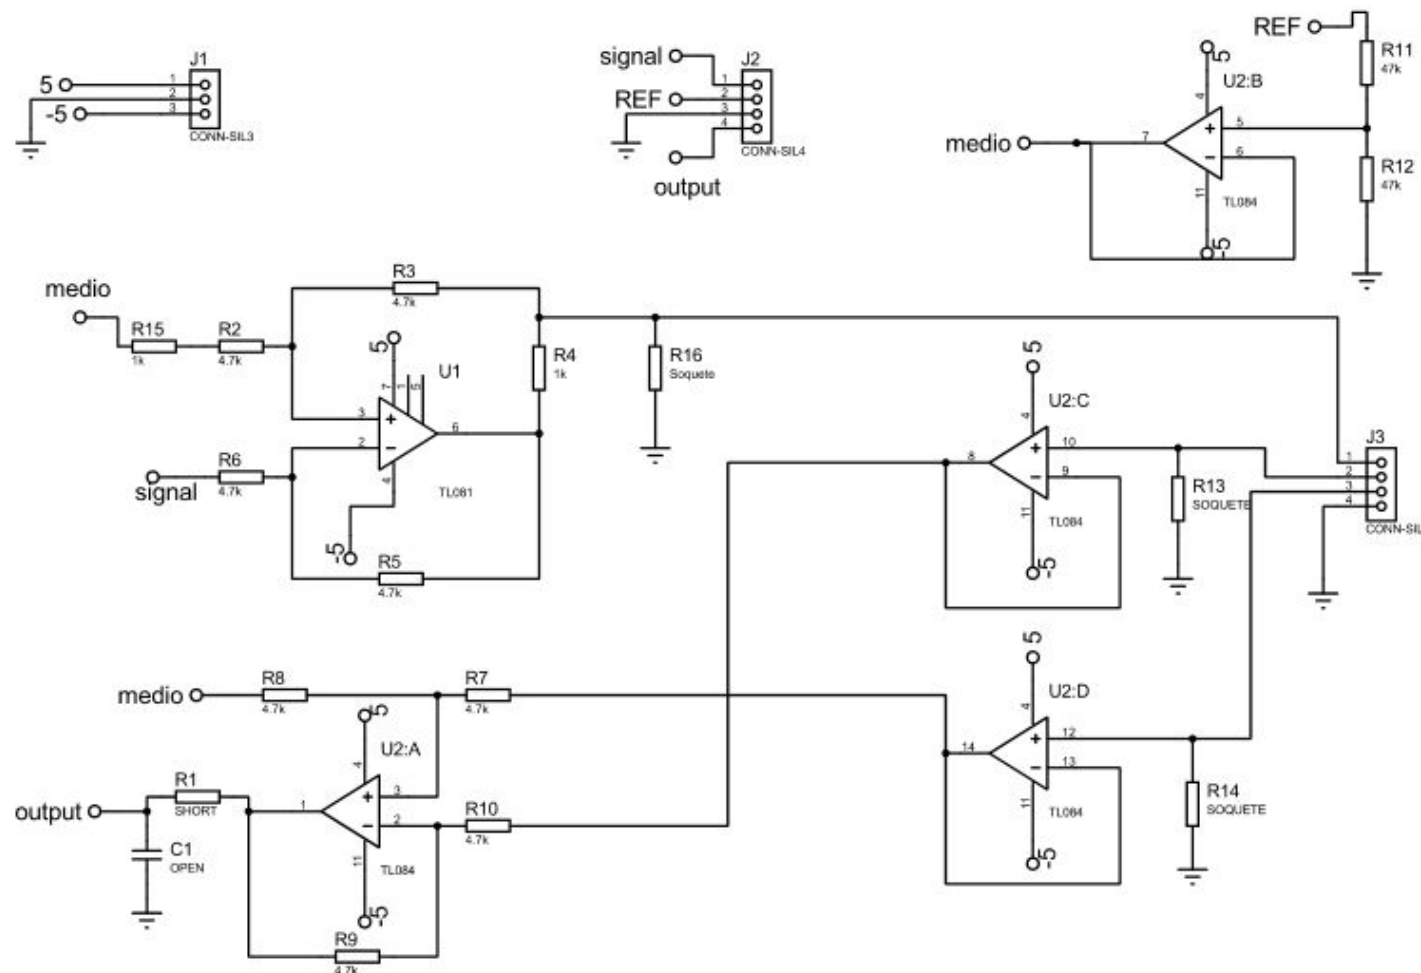 J1
5
1
2
-5
3
CONN-SIL3
signal
J2
1
REF
2
3
4
CONN-SIL4
output
REF
R11
47k
5
U2:B
4
medio
7
+
5
−
6
R12
47k
11
TL084
-5
medio
R15
1k
R2
4.7k
R3
4.7k
5
U1
7
1
5
R4
1k
R16
Soquete
3
+
2
−
6
4
TL081
signal
R6
4.7k
-5
R5
4.7k
5
U2:C
4
8
+
10
−
9
11
TL084
-5
R13
SOQUETE
J3
1
2
3
4
CONN-SIL
medio
R8
4.7k
R7
4.7k
5
U2:A
4
output
R1
SHORT
1
+
3
−
2
R10
4.7k
C1
OPEN
11
TL084
-5
R9
4.7k
5
U2:D
4
14
+
12
−
13
11
TL084
-5
R14
SOQUETE